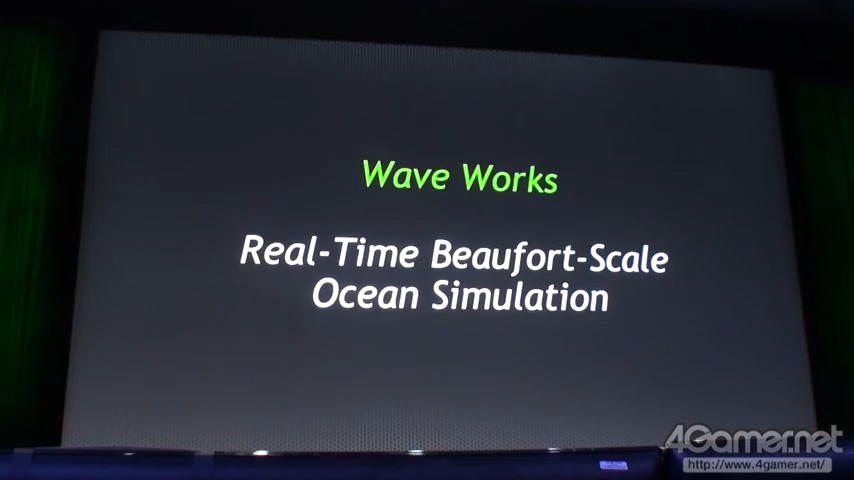 Wave Works
Real-Time Beaufort-Scale
Ocean Simulation
4Gamer.net
http://www.4gamer.net/